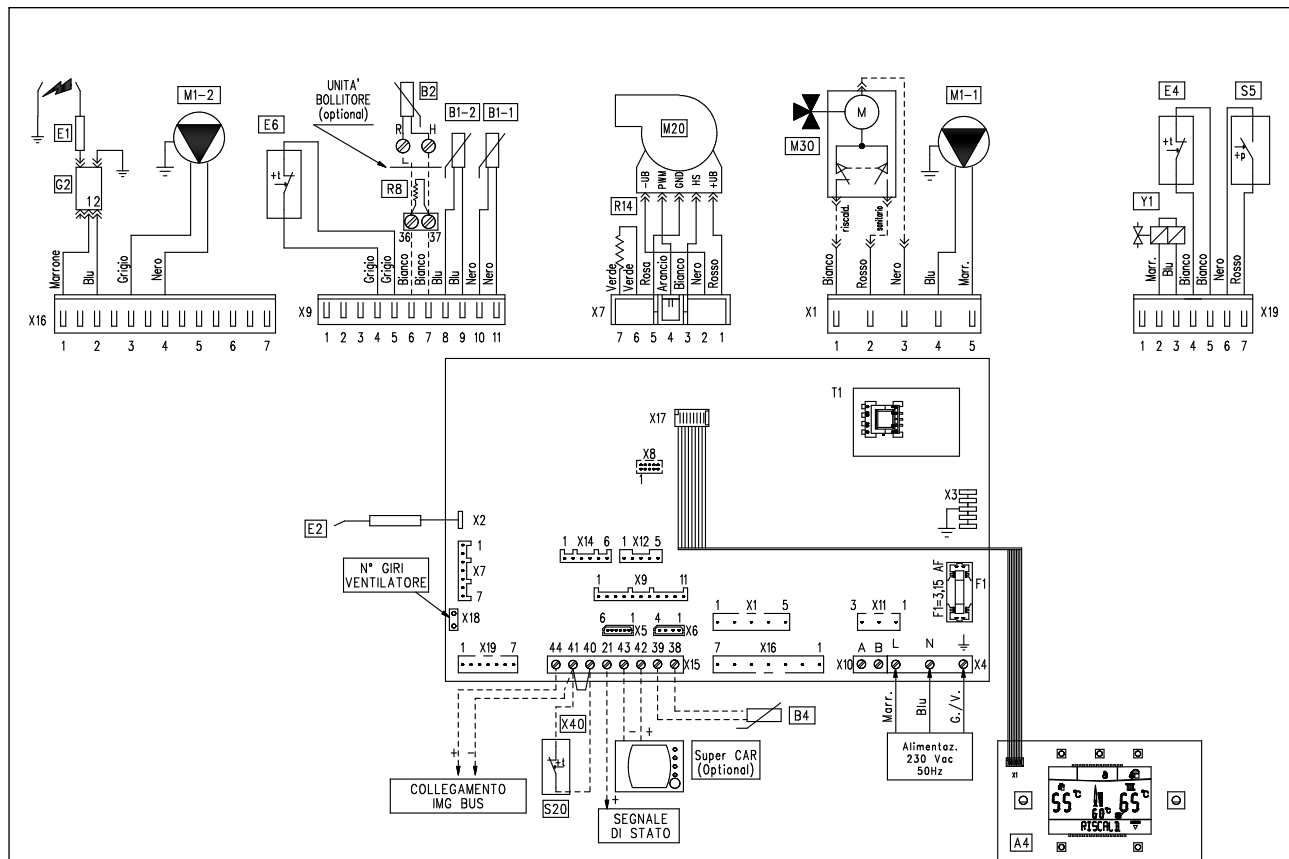 E1
G2
1 2
M1-2
Marrone
Blu
Grigio
Nero
X16
1 2 3 4 5 6 7
E6
+t
UNITA'
BOLLITORE
(optional)
B2
R H
B1-2
B1-1
R8
36 37
Grigio
Grigio
Bianco
Bianco
Blu
Blu
Nero
Nero
X9
1 2 3 4 5 6 7 8 9 10 11
M20
-UB
PWM
GND
HS
+UB
R14
Verde
Verde
Rosa
Arancio
Bianco
Nero
Rosso
X7
7 6 5 4 3 2 1
M
M30
M1-1
riscald.
sanitario
Bianco
Rosso
Nero
Blu
Marr.
X1
1 2 3 4 5
E4
S5
+t
+p
Y1
Marr.
Blu
Bianco
Bianco
Nero
Rosso
X19
1 2 3 4 5 6 7
T1
X17
X8
1
X3
E2
X2
1
X7
7
N° GIRI
VENTILATORE
X18
1 X14 6
1 X12 5
1 X9 11
6 1 X5
4 1 X6
1 X1 5
3 X11 1
F1=3,15 AF
F1
1 X19 7
44 41 40 21 43 42 39 38
X15
7 X16 1
A B L N
X10
X4
Marr.
Blu
G./V.
Alimentaz.
230 Vac
50Hz
+ -
COLLEGAMENTO
IMG BUS
X40
+t
S20
+
SEGNALE
DI STATO
- +
Super CAR
(Optional)
B4
X1
55 °C
60°C
65 °C
RISCALD
A4